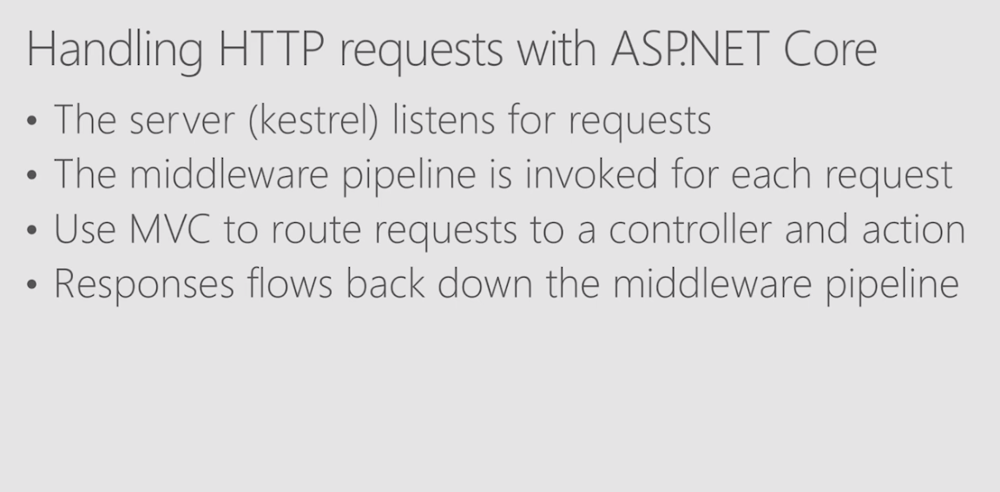 Handling HTTP requests with ASP.NET Core
• The server (kestrel) listens for requests
• The middleware pipeline is invoked for each request
• Use MVC to route requests to a controller and action
• Responses flows back down the middleware pipeline